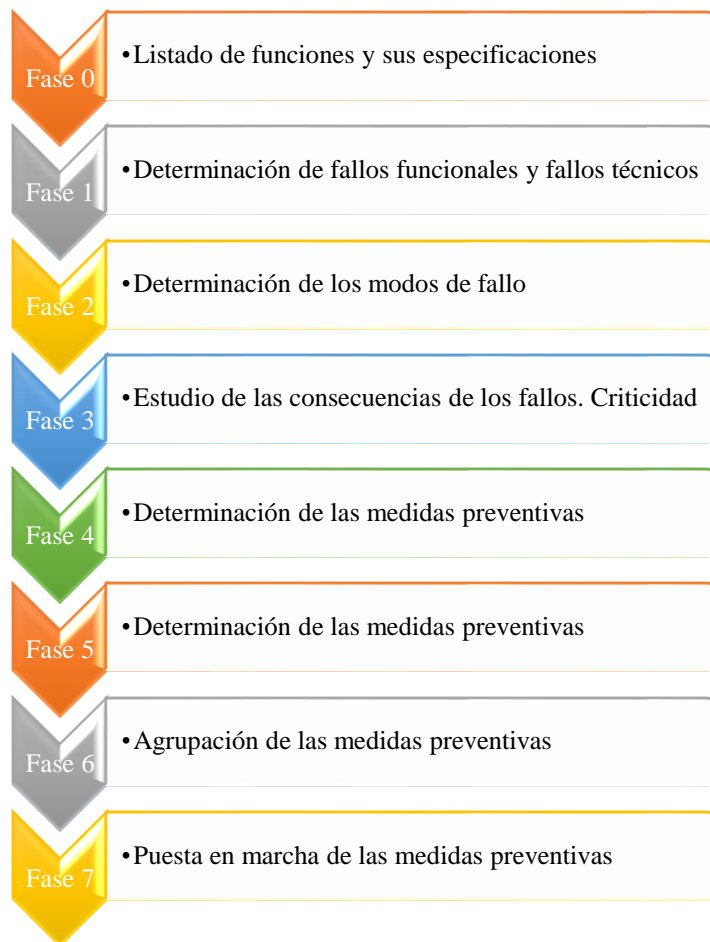 •Listado de funciones y sus especificaciones
Fase 0
•Determinación de fallos funcionales y fallos técnicos
Fase 1
•Determinación de los modos de fallo
Fase 2
•Estudio de las consecuencias de los fallos. Criticidad
Fase 3
•Determinación de las medidas preventivas
Fase 4
•Determinación de las medidas preventivas
Fase 5
•Agrupación de las medidas preventivas
Fase 6
•Puesta en marcha de las medidas preventivas
Fase 7